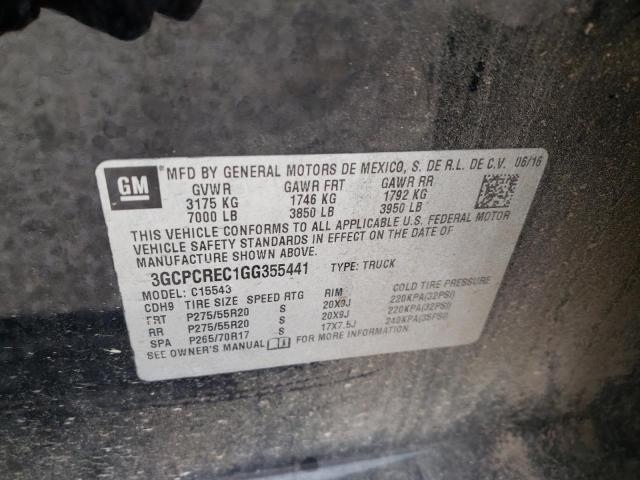 GM
MFD BY GENERAL MOTORS DE MEXICO, S. DE R.L. DE C.V. 06/16
GVWR GAWR FRT GAWR RR
3175 KG 1746 KG 1792 KG
7000 LB 3850 LB 3950 LB
THIS VEHICLE CONFORMS TO ALL APPLICABLE U.S. FEDERAL MOTOR
VEHICLE SAFETY STANDARDS IN EFFECT ON THE DATE OF
MANUFACTURE SHOWN ABOVE.
3GCPCREC1GG355441 TYPE: TRUCK
MODEL: C15543
CDH9 TIRE SIZE SPEED RTG RIM COLD TIRE PRESSURE
FRT P275/55R20 S 20X9J 220KPA(32PSI)
RR P275/55R20 S 20X9J 220KPA(32PSI)
SPA P265/70R17 S 17X7.5J 240KPA(35PSI)
SEE OWNER'S MANUAL FOR MORE INFORMATION.